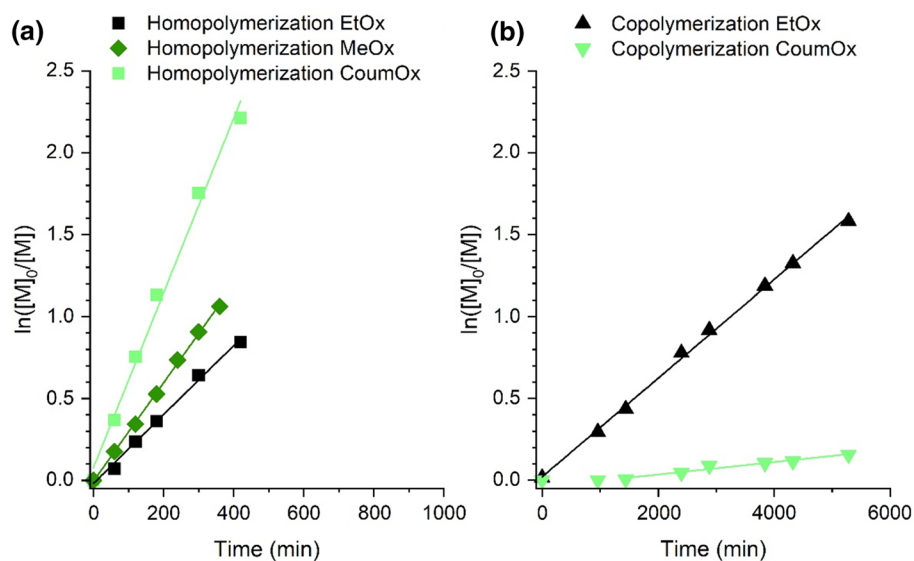 (a)
Homopolymerization EtOx
Homopolymerization MeOx
Homopolymerization CoumOx
2.5
2.0
1.5
1.0
0.5
0.0
ln([M]₀/[M])
0 200 400 600 800 1000
Time (min)
(b)
Copolymerization EtOx
Copolymerization CoumOx
2.5
2.0
1.5
1.0
0.5
0.0
ln([M]₀/[M])
0 2000 4000 6000
Time (min)